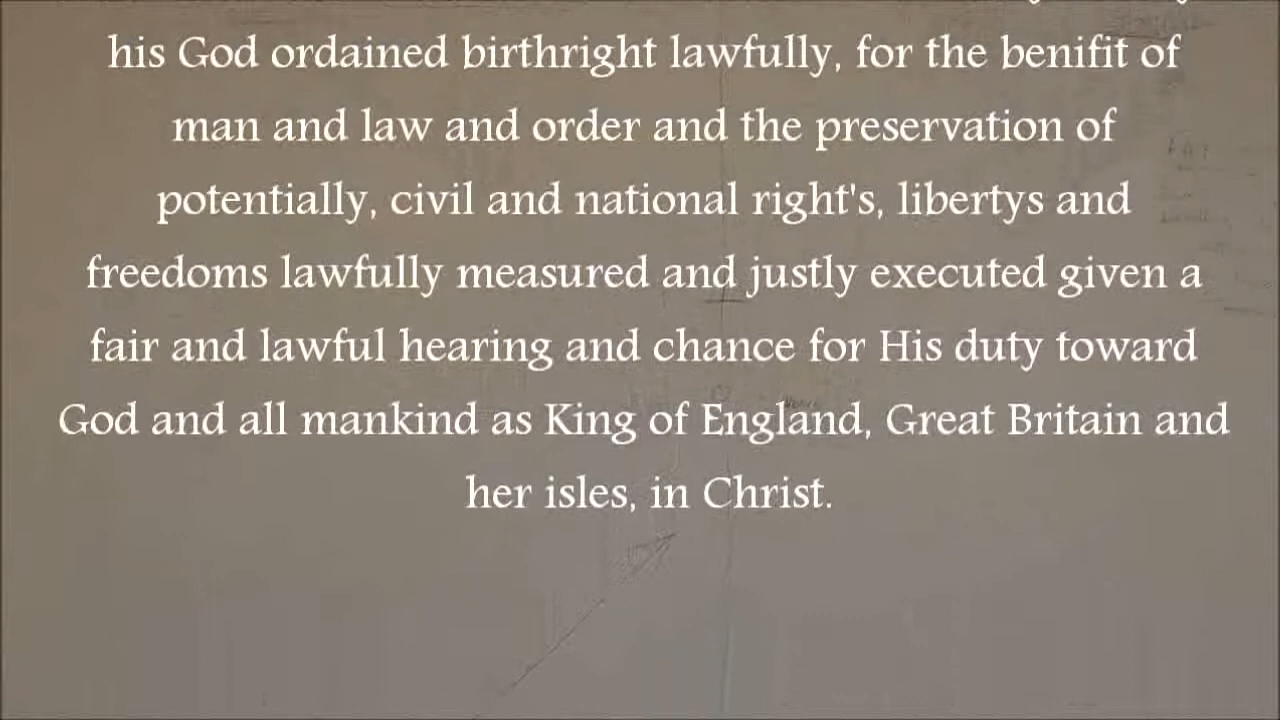 his God ordained birthright lawfully, for the benifit of
man and law and order and the preservation of
potentially, civil and national right's, libertys and
freedoms lawfully measured and justly executed given a
fair and lawful hearing and chance for His duty toward
God and all mankind as King of England, Great Britain and
her isles, in Christ.